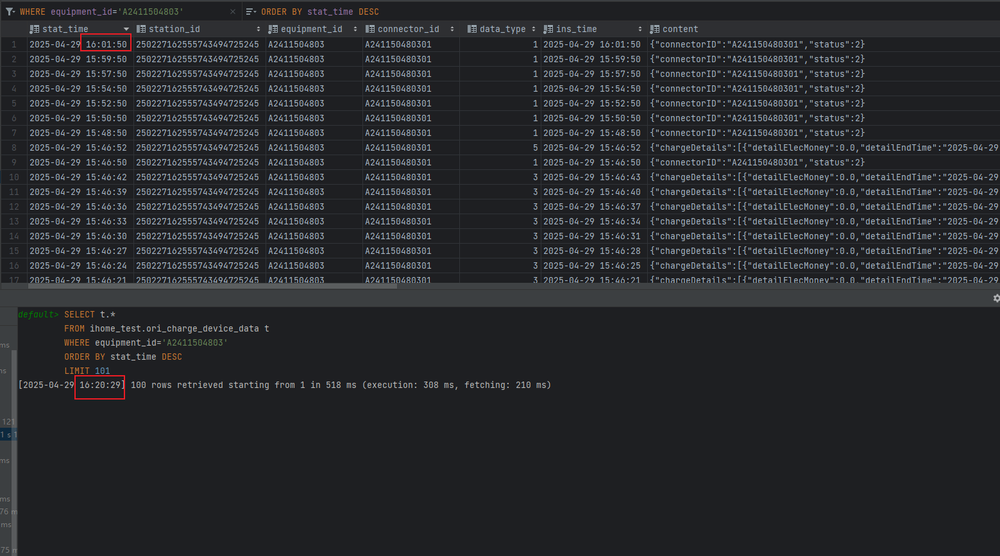 WHERE equipment_id='A2411504803' ORDER BY stat_time DESC
stat_time station_id equipment_id connector_id data_type ins_time content
1 2025-04-29 16:01:50 250227162555743494725245 A2411504803 A241150480301 1 2025-04-29 16:01:50 {"connectorID":"A241150480301","status":2}
2 2025-04-29 15:59:50 250227162555743494725245 A2411504803 A241150480301 1 2025-04-29 15:59:50 {"connectorID":"A241150480301","status":2}
3 2025-04-29 15:57:50 250227162555743494725245 A2411504803 A241150480301 1 2025-04-29 15:57:50 {"connectorID":"A241150480301","status":2}
4 2025-04-29 15:54:50 250227162555743494725245 A2411504803 A241150480301 1 2025-04-29 15:54:50 {"connectorID":"A241150480301","status":2}
5 2025-04-29 15:52:50 250227162555743494725245 A2411504803 A241150480301 1 2025-04-29 15:52:50 {"connectorID":"A241150480301","status":2}
6 2025-04-29 15:50:50 250227162555743494725245 A2411504803 A241150480301 1 2025-04-29 15:50:50 {"connectorID":"A241150480301","status":2}
7 2025-04-29 15:48:50 250227162555743494725245 A2411504803 A241150480301 1 2025-04-29 15:48:50 {"connectorID":"A241150480301","status":2}
8 2025-04-29 15:46:52 250227162555743494725245 A2411504803 A241150480301 5 2025-04-29 15:46:52 {"chargeDetails":[{"detailElecMoney":0.0,"detailEndTime":"2025-04-29
9 2025-04-29 15:46:50 250227162555743494725245 A2411504803 A241150480301 1 2025-04-29 15:46:50 {"connectorID":"A241150480301","status":2}
10 2025-04-29 15:46:42 250227162555743494725245 A2411504803 A241150480301 3 2025-04-29 15:46:43 {"chargeDetails":[{"detailElecMoney":0.0,"detailEndTime":"2025-04-29
11 2025-04-29 15:46:39 250227162555743494725245 A2411504803 A241150480301 3 2025-04-29 15:46:40 {"chargeDetails":[{"detailElecMoney":0.0,"detailEndTime":"2025-04-29
12 2025-04-29 15:46:36 250227162555743494725245 A2411504803 A241150480301 3 2025-04-29 15:46:37 {"chargeDetails":[{"detailElecMoney":0.0,"detailEndTime":"2025-04-29
13 2025-04-29 15:46:33 250227162555743494725245 A2411504803 A241150480301 3 2025-04-29 15:46:34 {"chargeDetails":[{"detailElecMoney":0.0,"detailEndTime":"2025-04-29
14 2025-04-29 15:46:30 250227162555743494725245 A2411504803 A241150480301 3 2025-04-29 15:46:31 {"chargeDetails":[{"detailElecMoney":0.0,"detailEndTime":"2025-04-29
15 2025-04-29 15:46:27 250227162555743494725245 A2411504803 A241150480301 3 2025-04-29 15:46:28 {"chargeDetails":[{"detailElecMoney":0.0,"detailEndTime":"2025-04-29
16 2025-04-29 15:46:24 250227162555743494725245 A2411504803 A241150480301 3 2025-04-29 15:46:25 {"chargeDetails":[{"detailElecMoney":0.0,"detailEndTime":"2025-04-29
17 2025-04-29 15:46:21 250227162555743494725245 A2411504803 A241150480301 3 2025-04-29 15:46:21 {"chargeDetails":[{"detailElecMoney":0.0,"detailEndTime":"2025-04-29
default> SELECT t.*
FROM ihome_test.ori_charge_device_data t
WHERE equipment_id='A2411504803'
ORDER BY stat_time DESC
LIMIT 101
[2025-04-29 16:20:29] 100 rows retrieved starting from 1 in 518 ms (execution: 308 ms, fetching: 210 ms)
ms
ms
121
1 s 1
ms
ms
76 m
ms
75 m